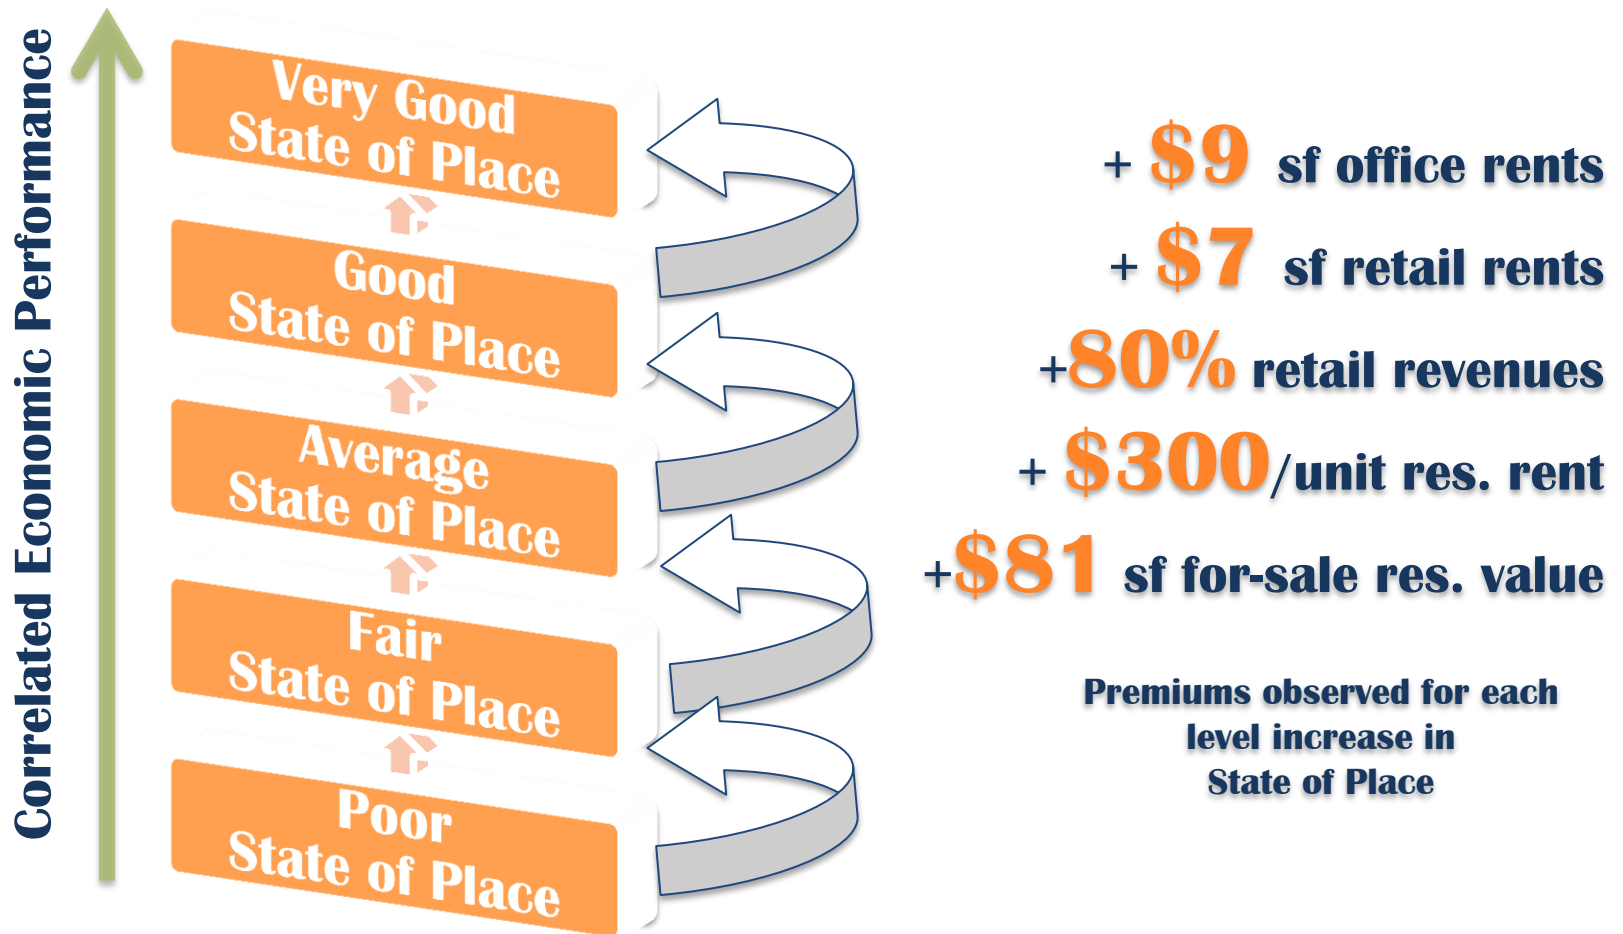 Correlated Economic Performance
Very Good
State of Place
Good
State of Place
Average
State of Place
Fair
State of Place
Poor
State of Place
+ $9 sf office rents
+ $7 sf retail rents
+80% retail revenues
+ $300/unit res. rent
+$81 sf for-sale res. value
Premiums observed for each
level increase in
State of Place